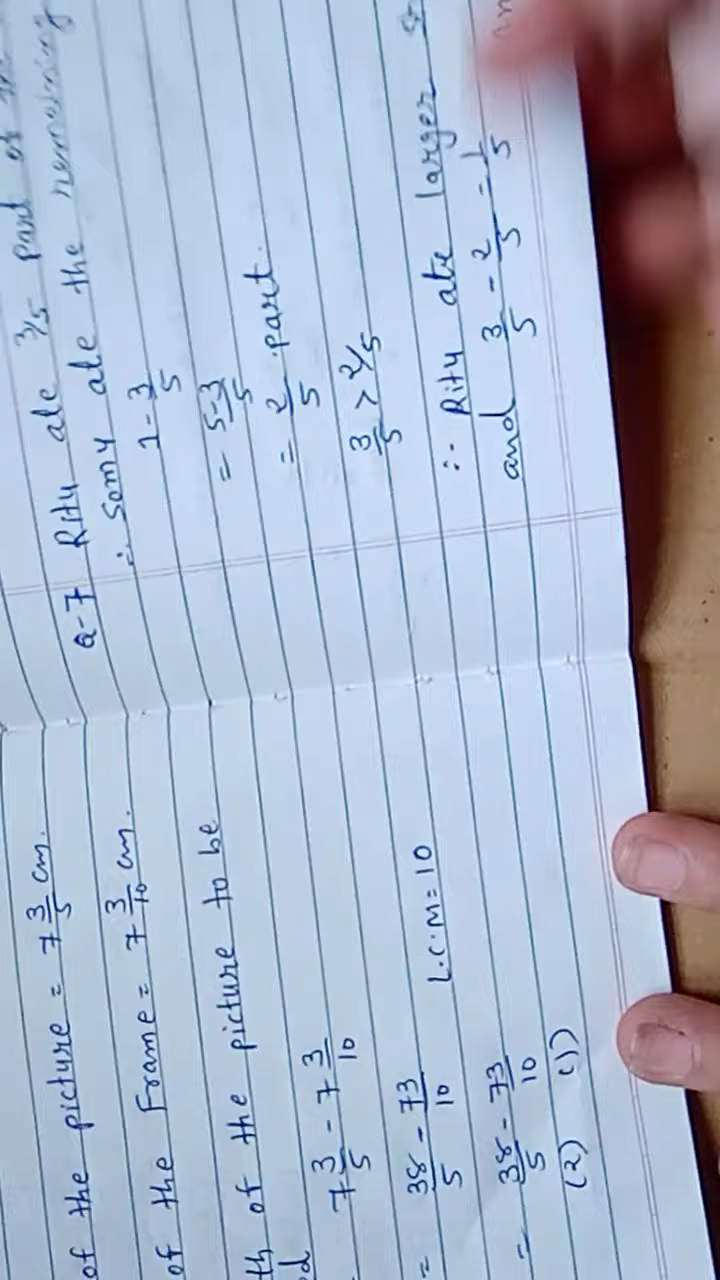 of the picture = 7 3/5 cm.
of the Frame = 7 3/10 cm.
th of the picture to be
7 3/5 - 7 3/10
= 38/5 - 73/10 L.C.M = 10
= 38/5 - 73/10
(2) (1)
Q-7 Ritu ate 3/5 part of
∴ Somy ate the remaining
1 - 3/5
= 5-3/5
= 2/5 part.
3/5 > 2/5
∴ Ritu ate larger
and 3/5 - 2/5 = 1/5